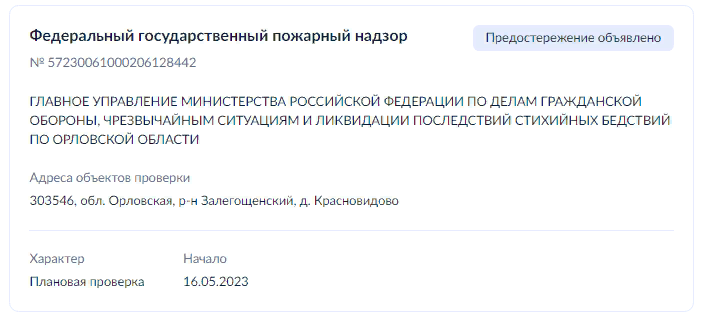 Федеральный государственный пожарный надзор
Предостережение объявлено
№ 57230061000206128442
ГЛАВНОЕ УПРАВЛЕНИЕ МИНИСТЕРСТВА РОССИЙСКОЙ ФЕДЕРАЦИИ ПО ДЕЛАМ ГРАЖДАНСКОЙ
ОБОРОНЫ, ЧРЕЗВЫЧАЙНЫМ СИТУАЦИЯМ И ЛИКВИДАЦИИ ПОСЛЕДСТВИЙ СТИХИЙНЫХ БЕДСТВИЙ
ПО ОРЛОВСКОЙ ОБЛАСТИ
Адреса объектов проверки
303546, обл. Орловская, р-н Залегощенский, д. Красновидово
Характер
Начало
Плановая проверка
16.05.2023